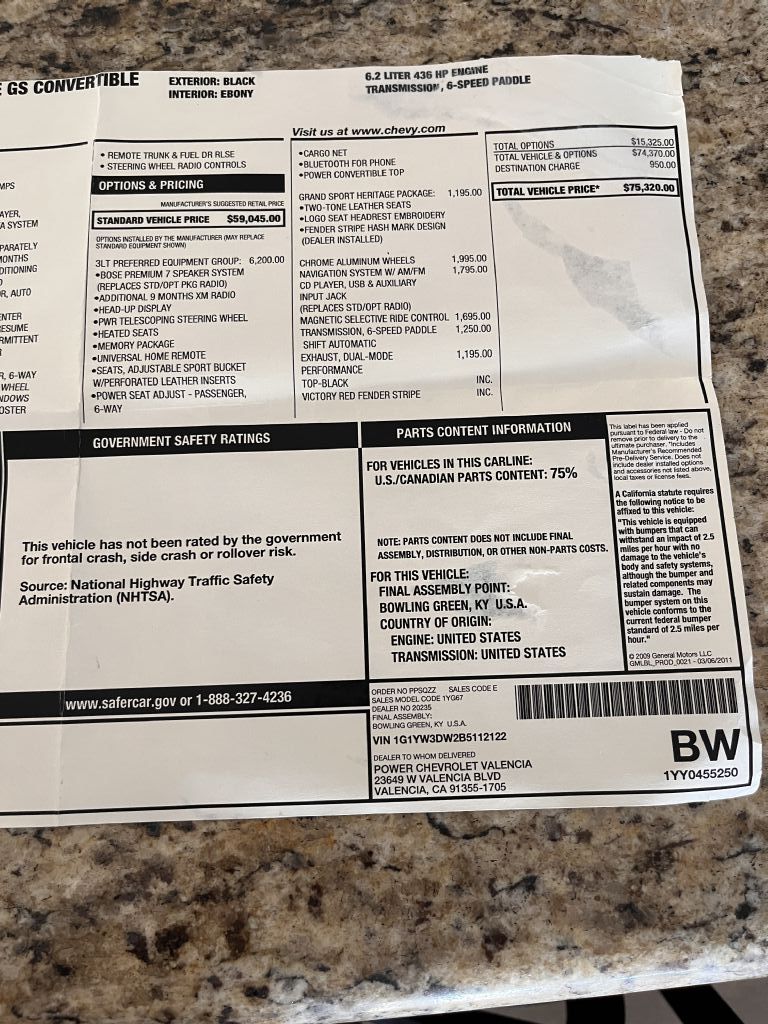 GS CONVERTIBLE
EXTERIOR: BLACK
INTERIOR: EBONY
6.2 LITER 436 HP ENGINE
TRANSMISSION, 6-SPEED PADDLE
Visit us at www.chevy.com
MPS
AYER,
A SYSTEM
PARATELY
MONTHS
DITIONING
R, AUTO
ENTER
ESUME
RMITTENT
R, 6-WAY
WHEEL
NDOWS
OSTER
• REMOTE TRUNK & FUEL DR RLSE
• STEERING WHEEL RADIO CONTROLS
OPTIONS & PRICING
MANUFACTURER'S SUGGESTED RETAIL PRICE
STANDARD VEHICLE PRICE $59,045.00
OPTIONS INSTALLED BY THE MANUFACTURER (MAY REPLACE
STANDARD EQUIPMENT SHOWN)
3LT PREFERRED EQUIPMENT GROUP: 6,200.00
•BOSE PREMIUM 7 SPEAKER SYSTEM
(REPLACES STD/OPT PKG RADIO)
•ADDITIONAL 9 MONTHS XM RADIO
•HEAD-UP DISPLAY
•PWR TELESCOPING STEERING WHEEL
•HEATED SEATS
•MEMORY PACKAGE
•UNIVERSAL HOME REMOTE
•SEATS, ADJUSTABLE SPORT BUCKET
W/PERFORATED LEATHER INSERTS
•POWER SEAT ADJUST - PASSENGER,
6-WAY
•CARGO NET
•BLUETOOTH FOR PHONE
•POWER CONVERTIBLE TOP
GRAND SPORT HERITAGE PACKAGE: 1,195.00
•TWO-TONE LEATHER SEATS
•LOGO SEAT HEADREST EMBROIDERY
•FENDER STRIPE HASH MARK DESIGN
(DEALER INSTALLED)
CHROME ALUMINUM WHEELS 1,995.00
NAVIGATION SYSTEM W/ AM/FM 1,795.00
CD PLAYER, USB & AUXILIARY
INPUT JACK
(REPLACES STD/OPT RADIO)
MAGNETIC SELECTIVE RIDE CONTROL 1,695.00
TRANSMISSION, 6-SPEED PADDLE 1,250.00
SHIFT AUTOMATIC
EXHAUST, DUAL-MODE 1,195.00
PERFORMANCE
TOP-BLACK INC.
VICTORY RED FENDER STRIPE INC.
TOTAL OPTIONS $15,325.00
TOTAL VEHICLE & OPTIONS $74,370.00
DESTINATION CHARGE 950.00
TOTAL VEHICLE PRICE* $75,320.00
GOVERNMENT SAFETY RATINGS
This vehicle has not been rated by the government
for frontal crash, side crash or rollover risk.
Source: National Highway Traffic Safety
Administration (NHTSA).
www.safercar.gov or 1-888-327-4236
PARTS CONTENT INFORMATION
FOR VEHICLES IN THIS CARLINE:
U.S./CANADIAN PARTS CONTENT: 75%
NOTE: PARTS CONTENT DOES NOT INCLUDE FINAL
ASSEMBLY, DISTRIBUTION, OR OTHER NON-PARTS COSTS.
FOR THIS VEHICLE:
FINAL ASSEMBLY POINT:
BOWLING GREEN, KY U.S.A.
COUNTRY OF ORIGIN:
ENGINE: UNITED STATES
TRANSMISSION: UNITED STATES
This label has been applied
pursuant to Federal law - Do not
remove prior to delivery to the
ultimate purchaser. *Includes
Manufacturer's Recommended
Pre-Delivery Service. Does not
include dealer installed options
and accessories not listed above,
local taxes or license fees.
A California statute requires
the following notice to be
affixed to this vehicle:
"This vehicle is equipped
with bumpers that can
withstand an impact of 2.5
miles per hour with no
damage to the vehicle's
body and safety systems,
although the bumper and
related components may
sustain damage. The
bumper system on this
vehicle conforms to the
current federal bumper
standard of 2.5 miles per
hour."
© 2009 General Motors LLC
GMLBL_PROD_0021 - 03/06/2011
ORDER NO PPSQZZ SALES CODE E
SALES MODEL CODE 1YG67
DEALER NO 20235
FINAL ASSEMBLY:
BOWLING GREEN, KY U.S.A.
VIN 1G1YW3DW2B5112122
DEALER TO WHOM DELIVERED
POWER CHEVROLET VALENCIA
23649 W VALENCIA BLVD
VALENCIA, CA 91355-1705
BW
1YY0455250